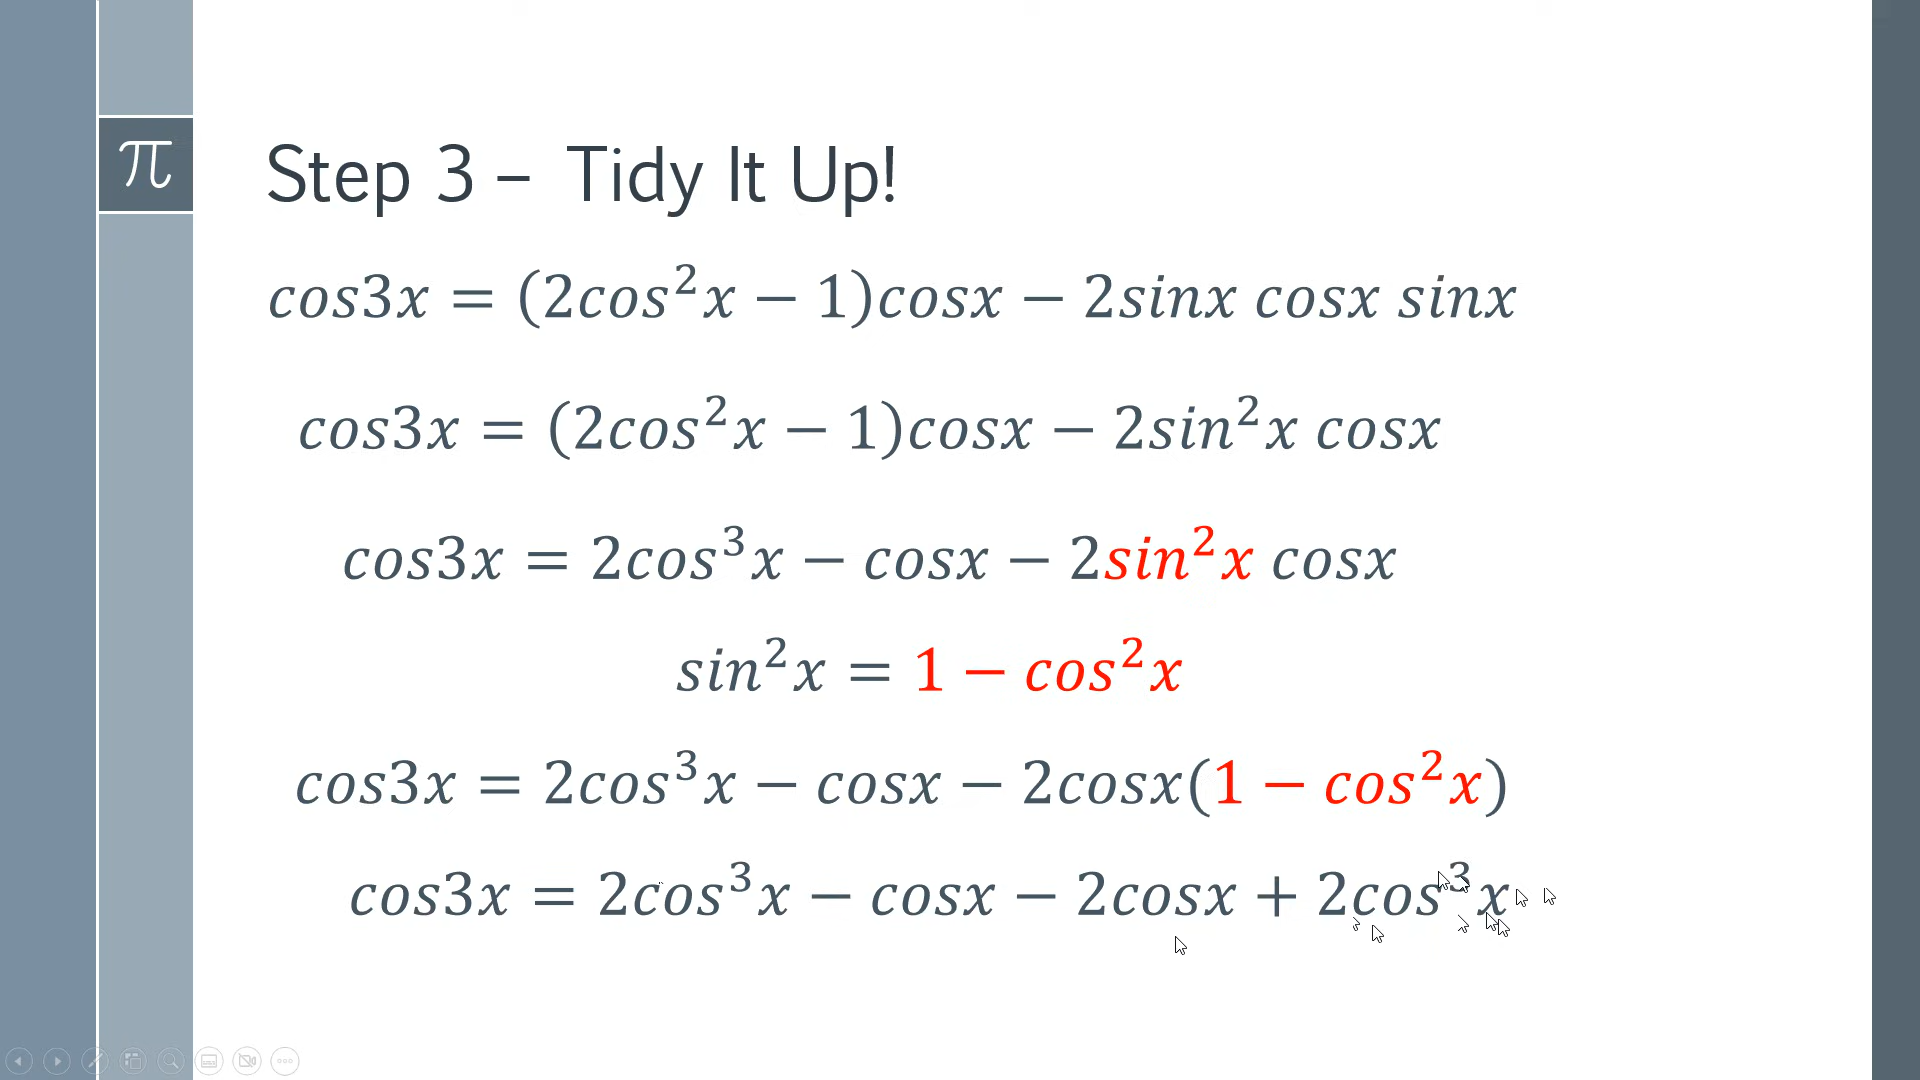 π
Step 3 – Tidy It Up!
cos3x = (2cos²x − 1)cosx − 2sinx cosx sinx
cos3x = (2cos²x − 1)cosx − 2sin²x cosx
cos3x = 2cos³x − cosx − 2sin²x cosx
sin²x = 1 − cos²x
cos3x = 2cos³x − cosx − 2cosx(1 − cos²x)
cos3x = 2cos³x − cosx − 2cosx + 2cos³x